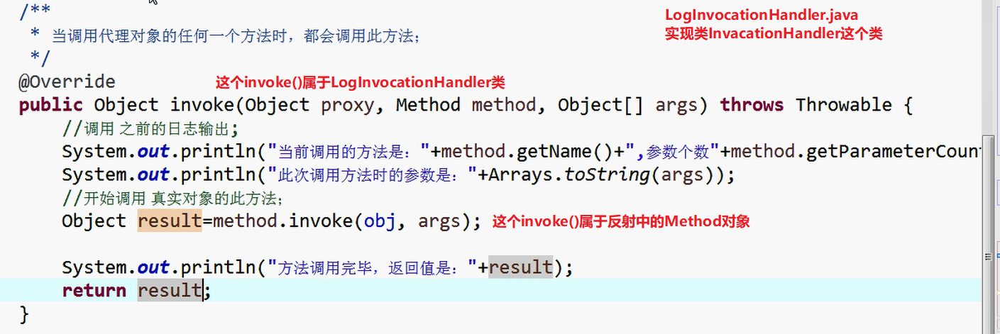 /**
LogInvocationHandler.java
* 当调用代理对象的任何一个方法时，都会调用此方法；
实现类InvacationHandler这个类
*/
@Override
这个invoke()属于LogInvocationHandler类
public Object invoke(Object proxy, Method method, Object[] args) throws Throwable {
//调用 之前的日志输出；
System.out.println("当前调用的方法是："+method.getName()+",参数个数"+method.getParameterCoun
System.out.println("此次调用方法时的参数是："+Arrays.toString(args));
//开始调用 真实对象的此方法；
Object result=method.invoke(obj, args);
这个invoke()属于反射中的Method对象
System.out.println("方法调用完毕，返回值是："+result);
return result;
}